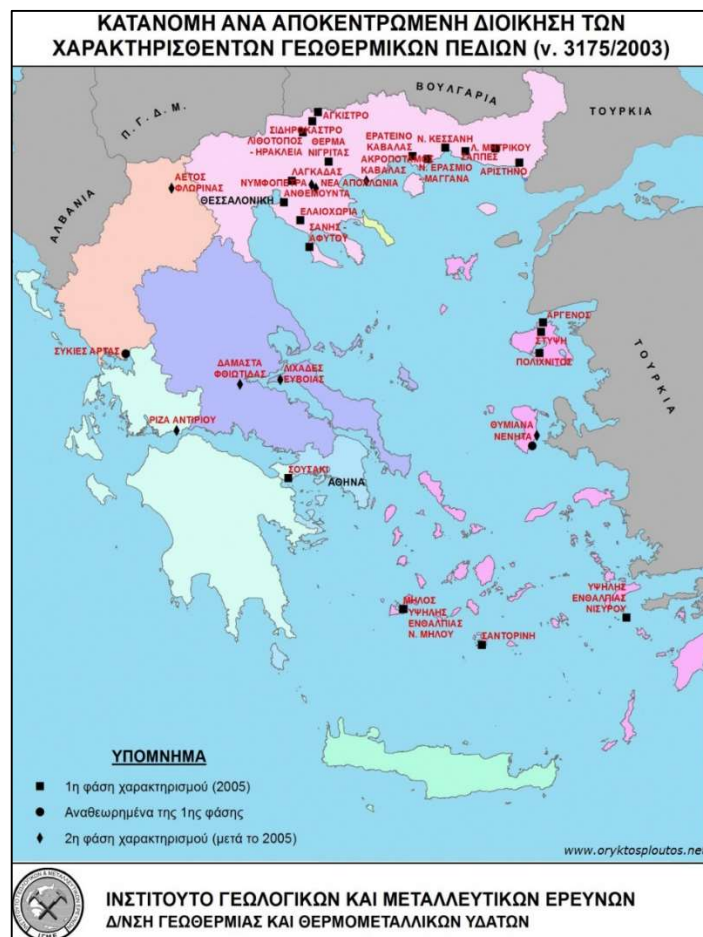 ΚΑΤΑΝΟΜΗ ΑΝΑ ΑΠΟΚΕΝΤΡΩΜΕΝΗ ΔΙΟΙΚΗΣΗ ΤΩΝ
ΧΑΡΑΚΤΗΡΙΣΘΕΝΤΩΝ ΓΕΩΘΕΡΜΙΚΩΝ ΠΕΔΙΩΝ (ν. 3175/2003)
ΒΟΥΛΓΑΡΙΑ
Π.Γ.Δ.Μ.
ΤΟΥΡΚΙΑ
ΑΛΒΑΝΙΑ
ΑΓΚΙΣΤΡΟ
ΣΙΔΗΡΟΚΑΣΤΡΟ
ΛΙΘΟΤΟΠΟΣ
-ΗΡΑΚΛΕΙΑ
ΘΕΡΜΑ
ΝΙΓΡΙΤΑΣ
ΕΡΑΤΕΙΝΟ
ΚΑΒΑΛΑΣ
Ν. ΚΕΣΣΑΝΗ
Λ. ΜΗΤΡΙΚΟΥ
ΣΑΠΠΕΣ
ΑΡΙΣΤΗΝΟ
ΑΚΡΟΠΟΤΑΜΟΣ
ΚΑΒΑΛΑΣ
Ν. ΕΡΑΣΜΙΟ
-ΜΑΓΓΑΝΑ
ΛΑΓΚΑΔΑΣ
ΝΥΜΦΟΠΕΤΡΑ
ΝΕΑ ΑΠΟΛΛΩΝΙΑ
ΑΝΘΕΜΟΥΝΤΑ
ΑΕΤΟΣ
ΦΛΩΡΙΝΑΣ
ΘΕΣΣΑΛΟΝΙΚΗ
ΕΛΑΙΟΧΩΡΙΑ
ΣΑΝΗΣ -
ΑΦΥΤΟΥ
ΑΡΓΕΝΟΣ
ΣΤΥΨΗ
ΠΟΛΙΧΝΙΤΟΣ
ΤΟΥΡΚΙΑ
ΣΥΚΙΕΣ ΑΡΤΑΣ
ΔΑΜΑΣΤΑ
ΦΘΙΩΤΙΔΑΣ
ΛΙΧΑΔΕΣ
ΕΥΒΟΙΑΣ
ΡΙΖΑ ΑΝΤΙΡΙΟΥ
ΘΥΜΙΑΝΑ
ΝΕΝΗΤΑ
ΣΟΥΣΑΚΙ
ΑΘΗΝΑ
ΜΗΛΟΣ
ΥΨΗΛΗΣ
ΕΝΘΑΛΠΙΑΣ
Ν. ΜΗΛΟΥ
ΣΑΝΤΟΡΙΝΗ
ΥΨΗΛΗΣ
ΕΝΘΑΛΠΙΑΣ
ΝΙΣΥΡΟΥ
ΥΠΟΜΝΗΜΑ
1η φάση χαρακτηρισμού (2005)
Αναθεωρημένα της 1ης φάσης
2η φάση χαρακτηρισμού (μετά το 2005)
www.oryktosploutos.net
ΙΝΣΤΙΤΟΥΤΟ ΓΕΩΛΟΓΙΚΩΝ ΚΑΙ ΜΕΤΑΛΛΕΥΤΙΚΩΝ ΕΡΕΥΝΩΝ
Δ/ΝΣΗ ΓΕΩΘΕΡΜΙΑΣ ΚΑΙ ΘΕΡΜΟΜΕΤΑΛΛΙΚΩΝ ΥΔΑΤΩΝ